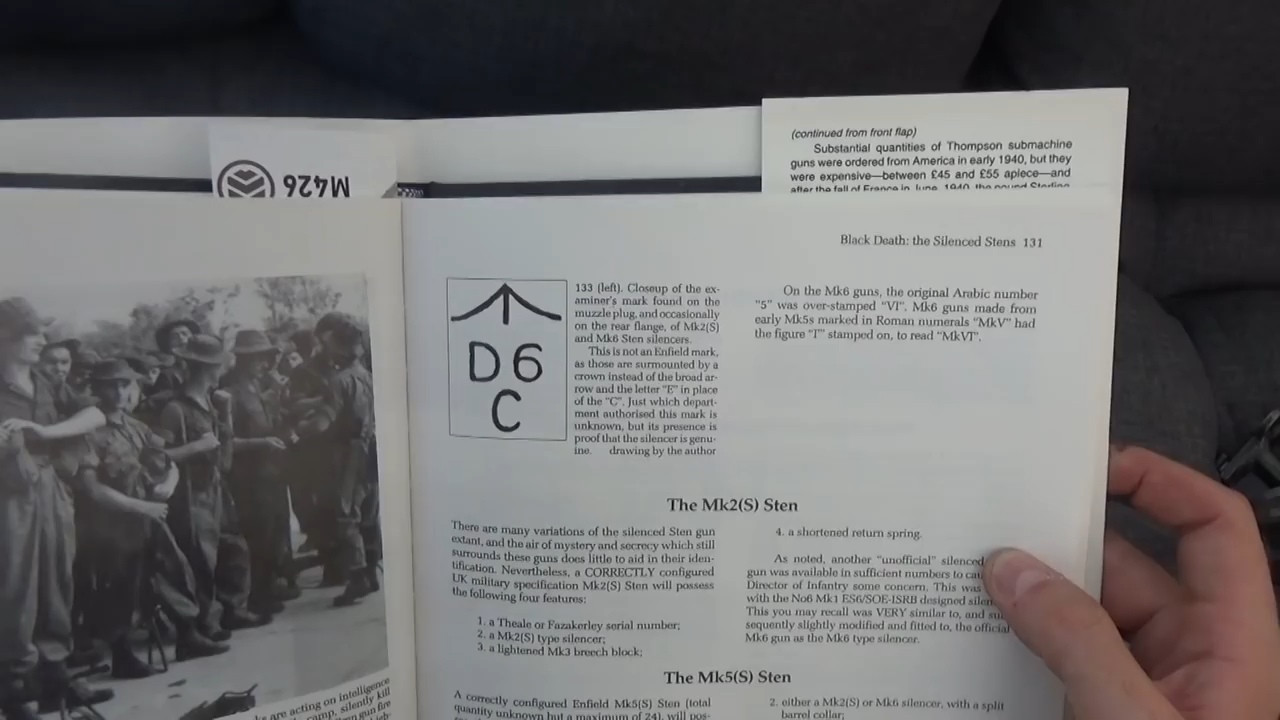 M426
(continued from front flap)
Substantial quantities of Thompson submachine
guns were ordered from America in early 1940, but they
were expensive—between £45 and £55 apiece—and
after the fall of France in June, 1940, the pound Sterling
Black Death: the Silenced Stens 131
D6
C
133 (left). Closeup of the ex-
aminer's mark found on the
muzzle plug, and occasionally
on the rear flange, of Mk2(S)
and Mk6 Sten silencers.
This is not an Enfield mark,
as those are surmounted by a
crown instead of the broad ar-
row and the letter "E" in place
of the "C". Just which depart-
ment authorised this mark is
unknown, but its presence is
proof that the silencer is genu-
ine. drawing by the author
On the Mk6 guns, the original Arabic number
"5" was over-stamped "VI". Mk6 guns made from
early Mk5s marked in Roman numerals "MkV" had
the figure "I" stamped on, to read "MkVI".
The Mk2(S) Sten
There are many variations of the silenced Sten gun
extant, and the air of mystery and secrecy which still
surrounds these guns does little to aid in their iden-
tification. Nevertheless, a CORRECTLY configured
UK military specification Mk2(S) Sten will possess
the following four features:
1. a Theale or Fazakerley serial number;
2. a Mk2(S) type silencer;
3. a lightened Mk3 breech block;
4. a shortened return spring.
As noted, another "unofficial" silenced
gun was available in sufficient numbers to
Director of Infantry some concern. This was
with the No6 Mk1 ES6/SOE-ISRB designed
This you may recall was VERY similar to, and
sequently slightly modified and fitted to, the official
Mk6 gun as the Mk6 type silencer.
The Mk5(S) Sten
A correctly configured Enfield Mk5(S) Sten (total
quantity unknown but a maximum of 24), will pos-
2. either a Mk2(S) or Mk6 silencer, with a split
barrel collar;
are acting on intelligence
camp, silently kill
gun fire